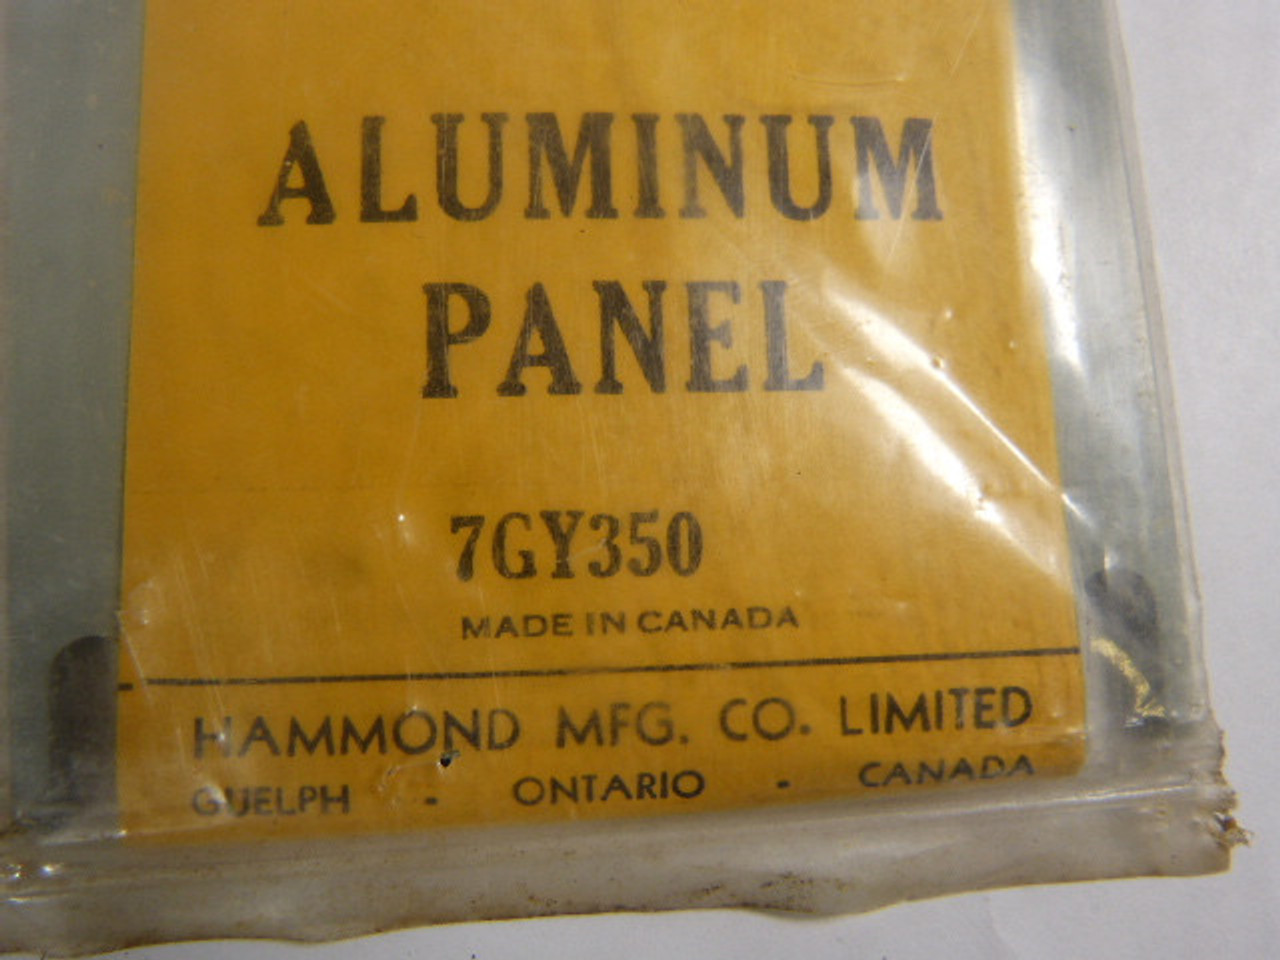 ALUMINUM
PANEL
7GY350
MADE IN CANADA
HAMMOND MFG. CO. LIMITED
GUELPH - ONTARIO - CANADA